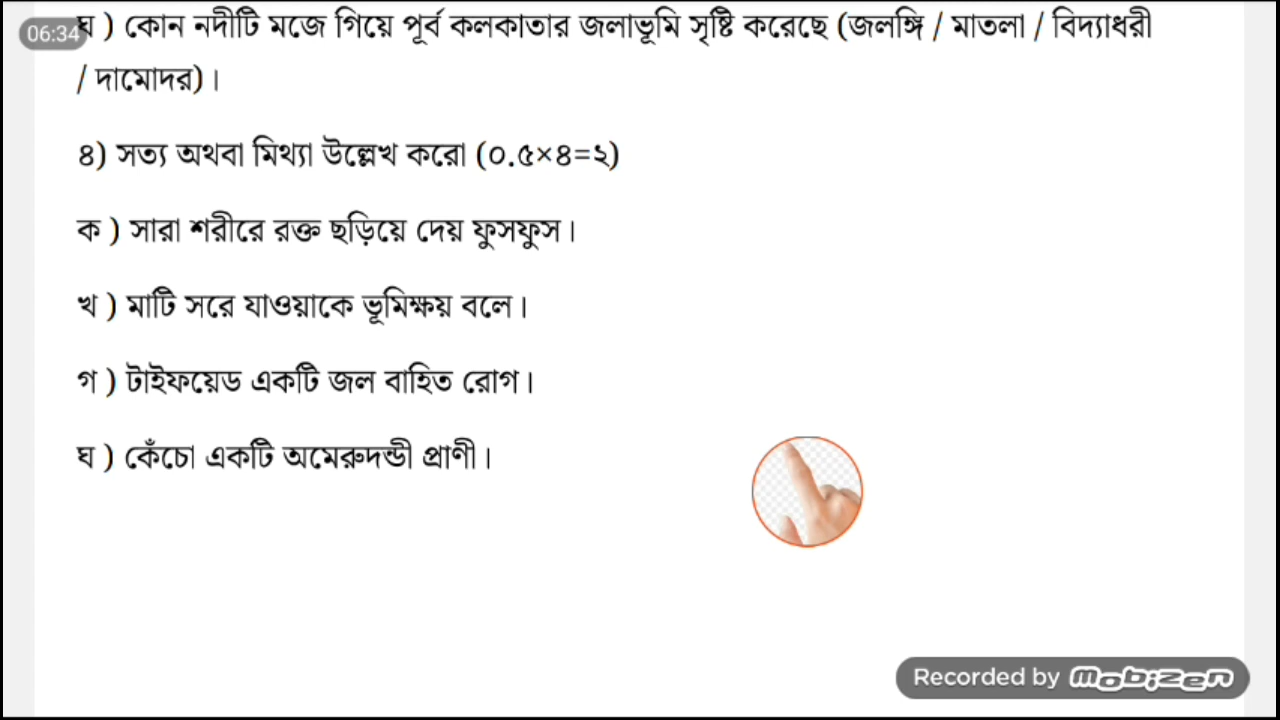 06:34 ঘ ) কোন নদীটি মজে গিয়ে পূর্ব কলকাতার জলাভূমি সৃষ্টি করেছে (জলঙ্গি / মাতলা / বিদ্যাধরী
/ দামোদর)।
৪) সত্য অথবা মিথ্যা উল্লেখ করো (০.৫×৪=২)
ক ) সারা শরীরে রক্ত ছড়িয়ে দেয় ফুসফুস।
খ ) মাটি সরে যাওয়াকে ভূমিক্ষয় বলে।
গ ) টাইফয়েড একটি জল বাহিত রোগ।
ঘ ) কেঁচো একটি অমেরুদন্ডী প্রাণী।
Recorded by Mobizen